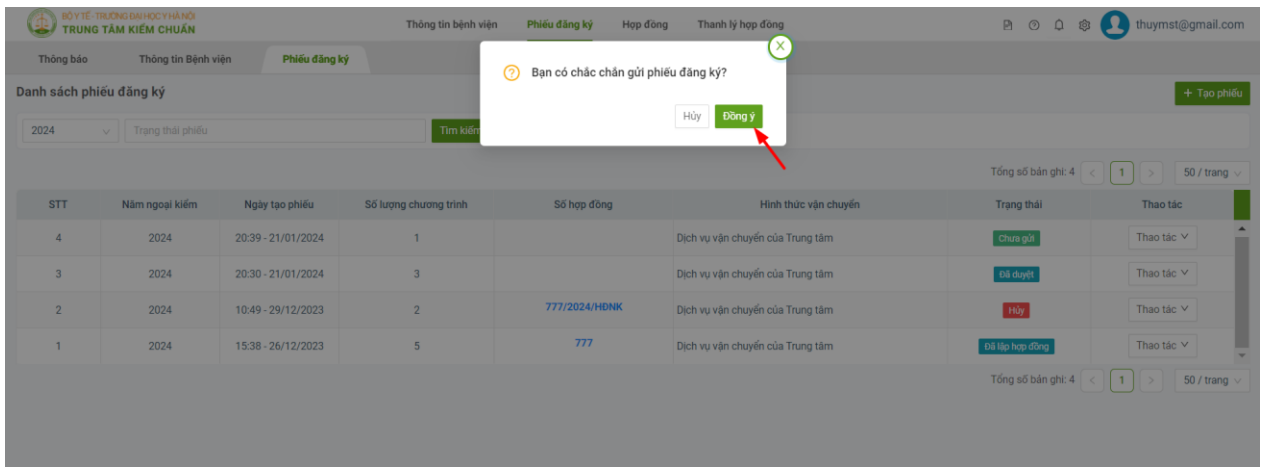 BỘ Y TẾ - TRƯỜNG ĐẠI HỌC Y HÀ NỘI
TRUNG TÂM KIỂM CHUẨN
Thông tin bệnh viện Phiếu đăng ký Hợp đồng Thanh lý hợp đồng
thuymst@gmail.com
Thông báo Thông tin Bệnh viện Phiếu đăng ký
Bạn có chắc chắn gửi phiếu đăng ký?
Hủy Đồng ý
Danh sách phiếu đăng ký
+ Tạo phiếu
2024 Trạng thái phiếu Tìm kiếm
Tổng số bản ghi: 4 < 1 > 50 / trang
STT Năm ngoại kiểm Ngày tạo phiếu Số lượng chương trình Số hợp đồng Hình thức vận chuyển Trạng thái Thao tác
4 2024 20:39 - 21/01/2024 1 Dịch vụ vận chuyển của Trung tâm Chưa gửi Thao tác
3 2024 20:30 - 21/01/2024 3 Dịch vụ vận chuyển của Trung tâm Đã duyệt Thao tác
2 2024 10:49 - 29/12/2023 2 777/2024/HĐNK Dịch vụ vận chuyển của Trung tâm Hủy Thao tác
1 2024 15:38 - 26/12/2023 5 777 Dịch vụ vận chuyển của Trung tâm Đã lập hợp đồng Thao tác
Tổng số bản ghi: 4 < 1 > 50 / trang